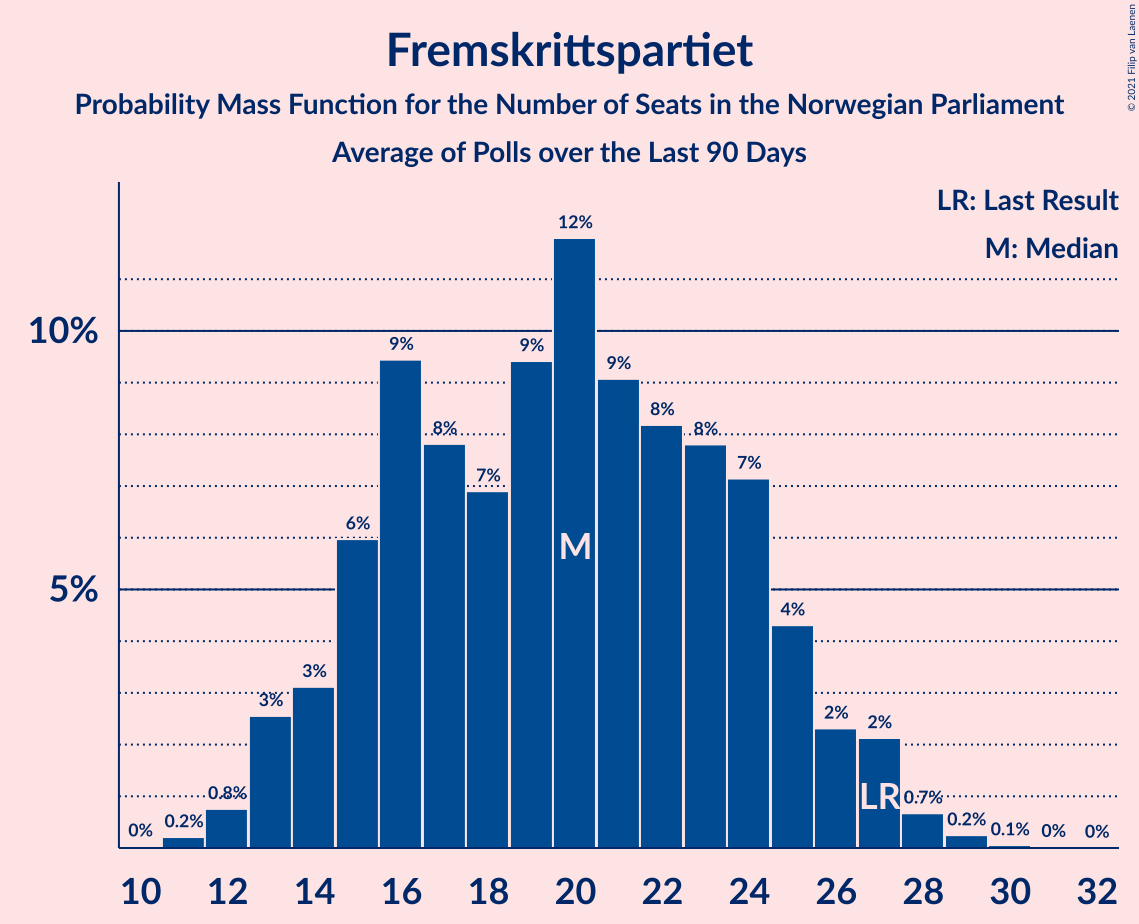 Fremskrittspartiet
Probability Mass Function for the Number of Seats in the Norwegian Parliament
Average of Polls over the Last 90 Days
© 2021 Filip van Laenen
LR: Last Result
M: Median
10%
5%
0%
0.2%
0.8%
3%
3%
6%
9%
8%
7%
9%
12%
9%
8%
8%
7%
4%
2%
2%
0.7%
0.2%
0.1%
0%
0%
M
LR
10 12 14 16 18 20 22 24 26 28 30 32